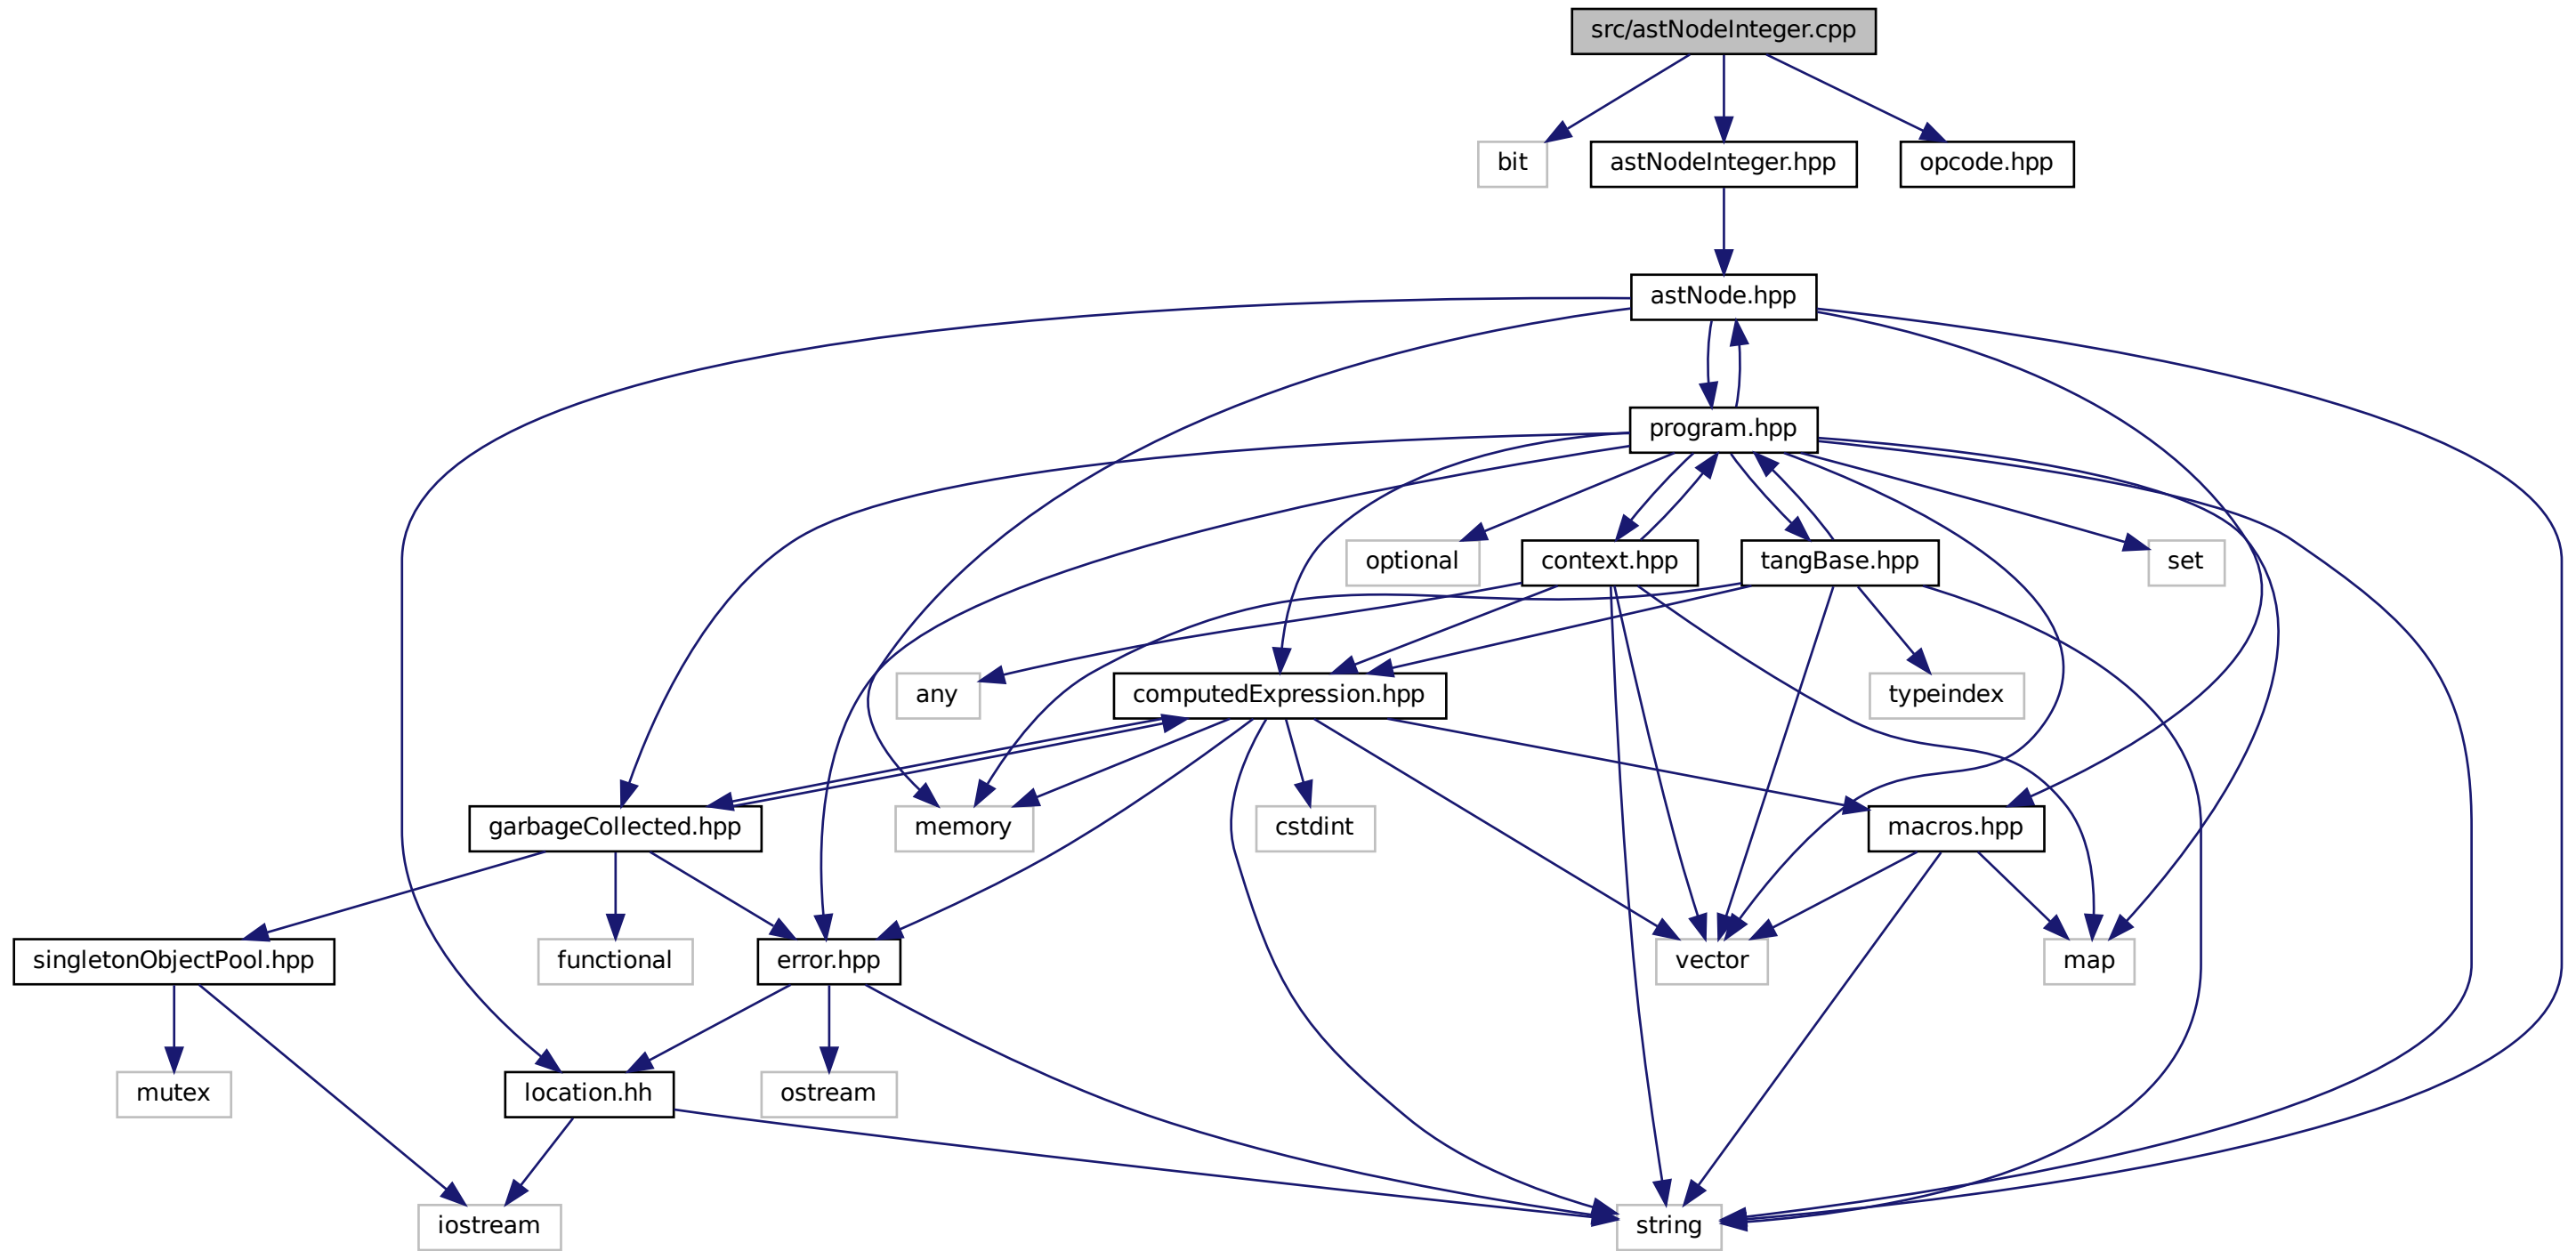 src/astNodeInteger.cpp
bit
astNodeInteger.hpp
opcode.hpp
astNode.hpp
program.hpp
optional
context.hpp
tangBase.hpp
set
any
computedExpression.hpp
typeindex
garbageCollected.hpp
memory
cstdint
macros.hpp
singletonObjectPool.hpp
functional
error.hpp
vector
map
mutex
location.hh
ostream
iostream
string